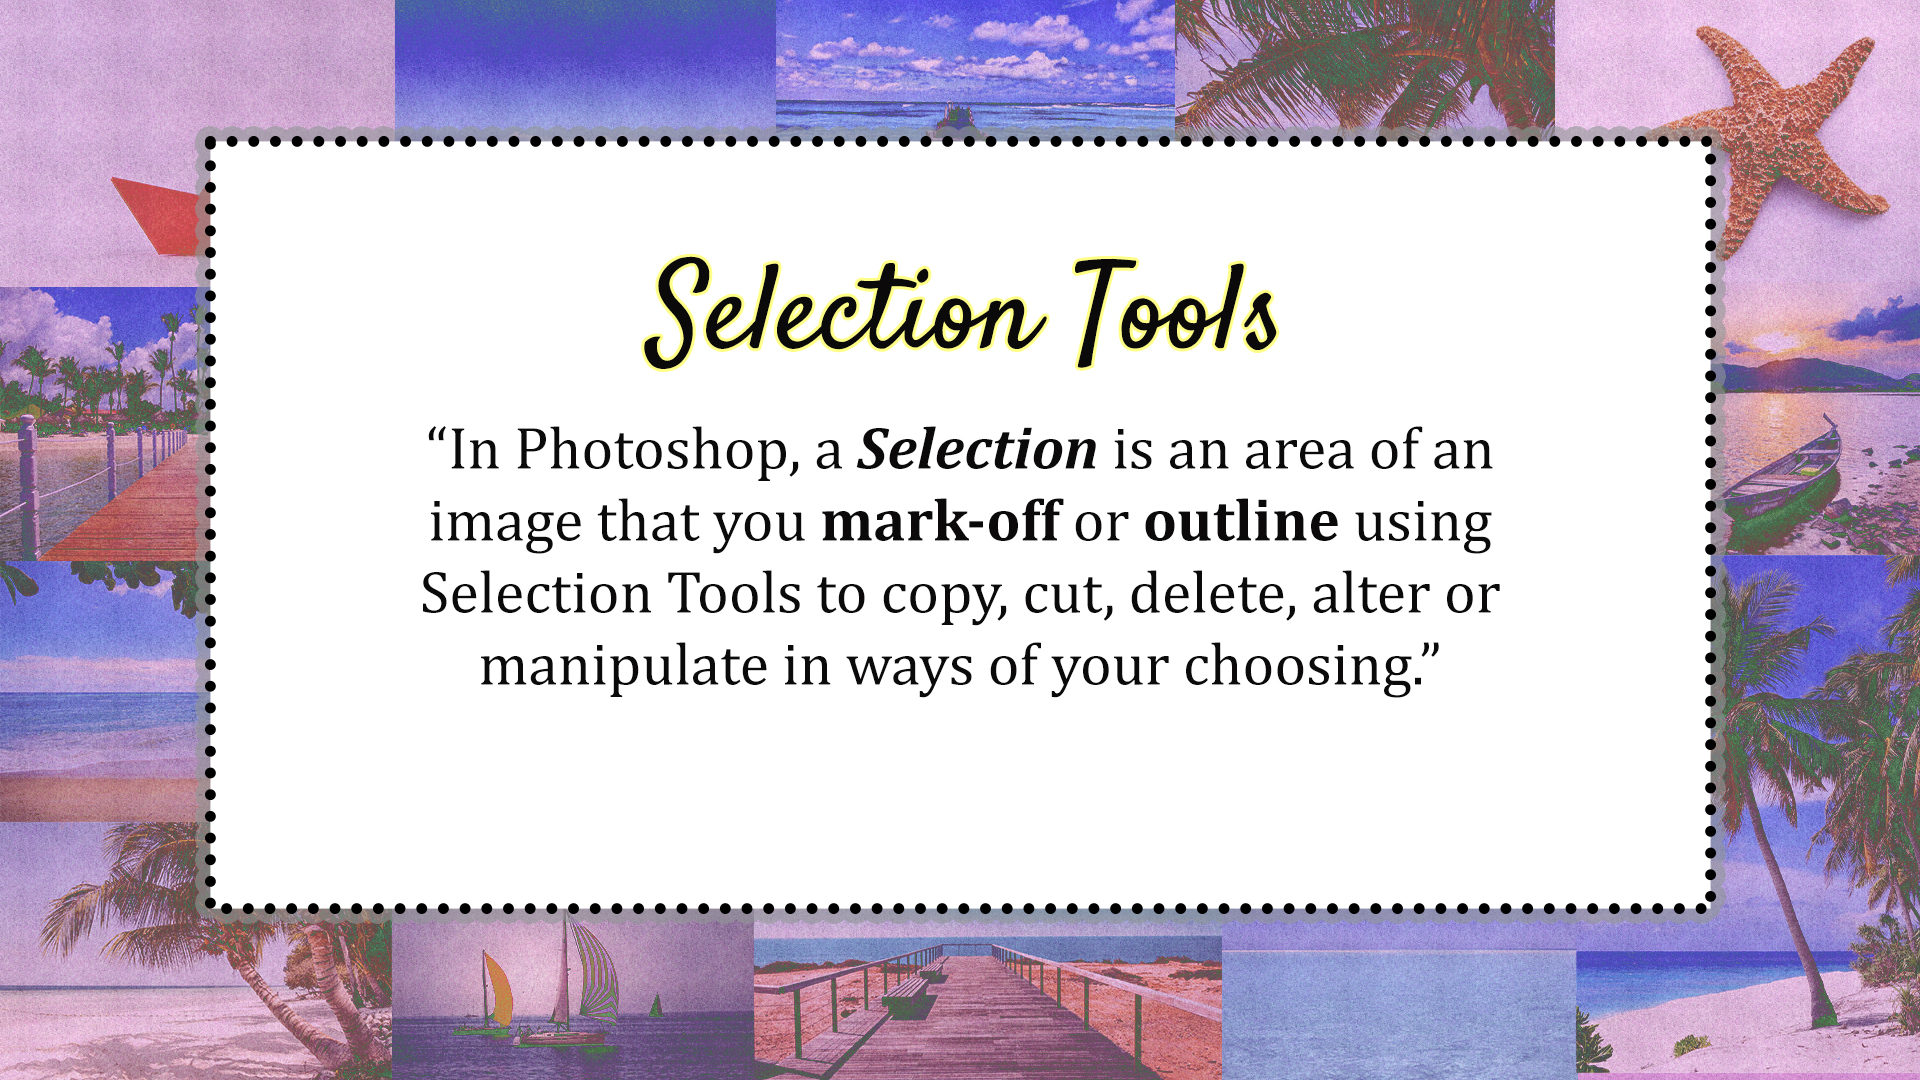 Selection Tools
“In Photoshop, a Selection is an area of an
image that you mark-off or outline using
Selection Tools to copy, cut, delete, alter or
manipulate in ways of your choosing.”